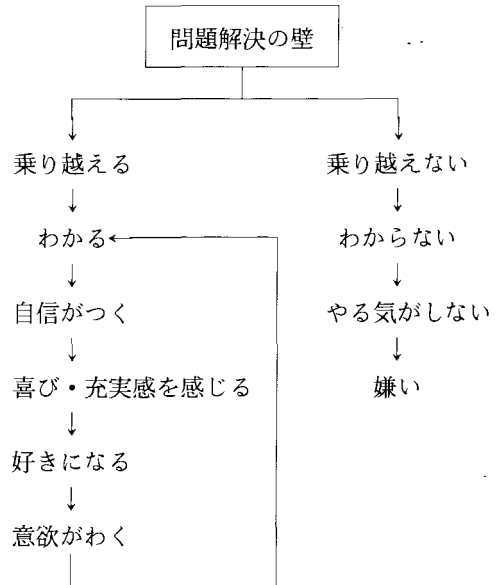 問題解決の壁
乗り越える
わかる
自信がつく
喜び・充実感を感じる
好きになる
意欲がわく
乗り越えない
わからない
やる気がしない
嫌い